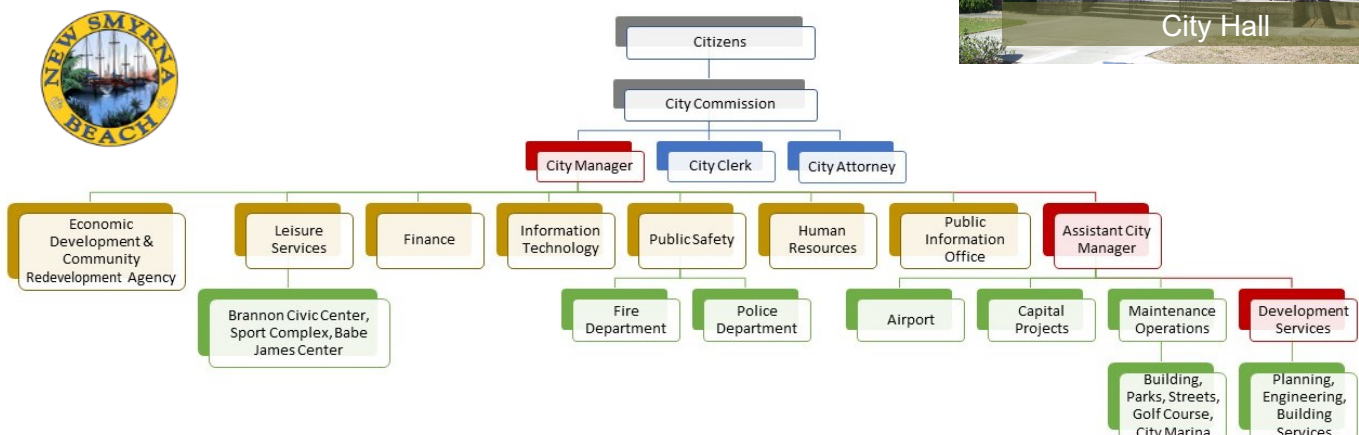 NEW SMYRNA
BEACH
City Hall
Citizens
City Commission
City Manager
City Clerk
City Attorney
Economic
Development &
Community
Redevelopment Agency
Leisure
Services
Finance
Information
Technology
Public Safety
Human
Resources
Public
Information
Office
Assistant City
Manager
Brannon Civic Center,
Sport Complex, Babe
James Center
Fire
Department
Police
Department
Airport
Capital
Projects
Maintenance
Operations
Development
Services
Building,
Parks, Streets,
Golf Course,
City Marina
Planning,
Engineering,
Building
Services